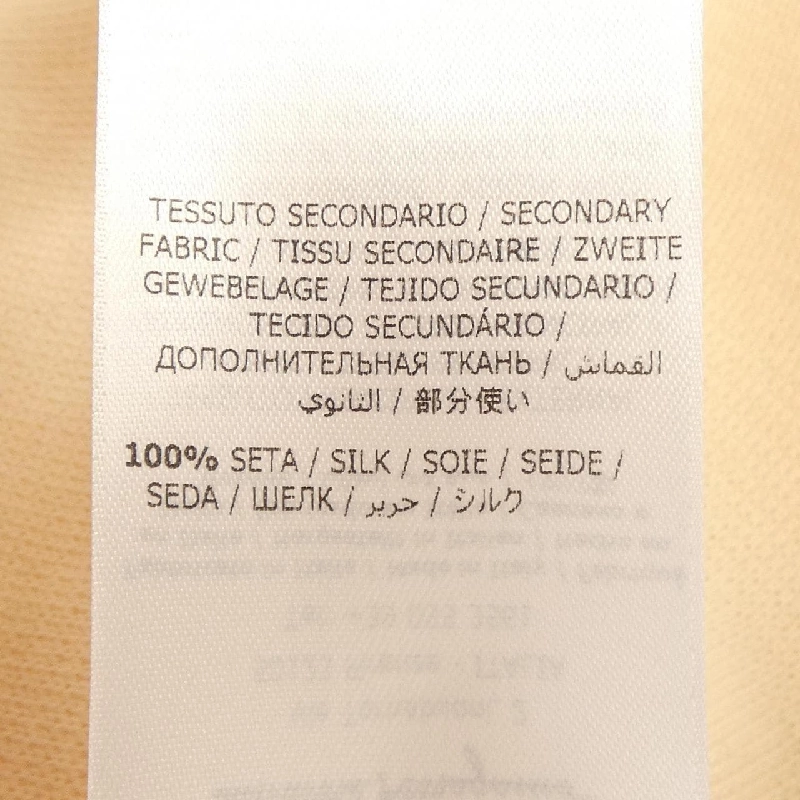 TESSUTO SECONDARIO / SECONDARY
FABRIC / TISSU SECONDAIRE / ZWEITE
GEWEBELAGE / TEJIDO SECUNDARIO /
TECIDO SECUNDÁRIO /
ДОПОЛНИТЕЛЬНАЯ ТКАНЬ / القماش
الثانوي / 部分使い
100% SETA / SILK / SOIE / SEIDE /
SEDA / ШЕЛК / حرير / シルク